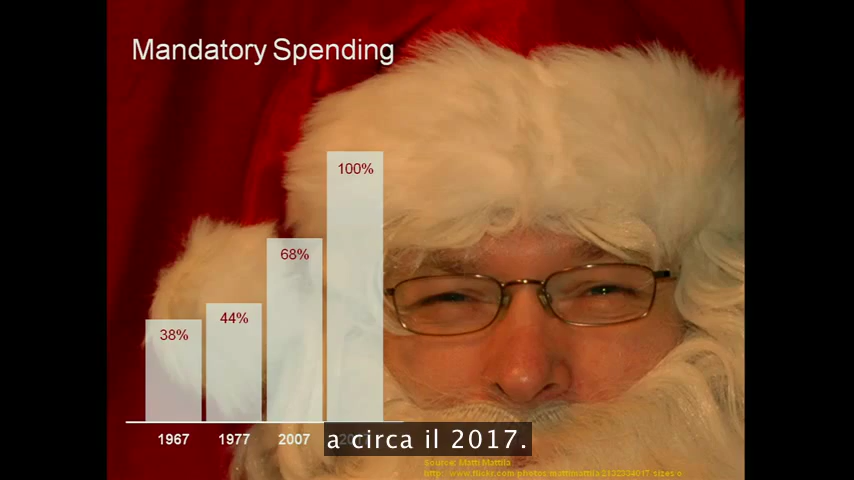 Mandatory Spending
100%
68%
44%
38%
1967 1977 2007
a circa il 2017.
Source: Matti Mattila